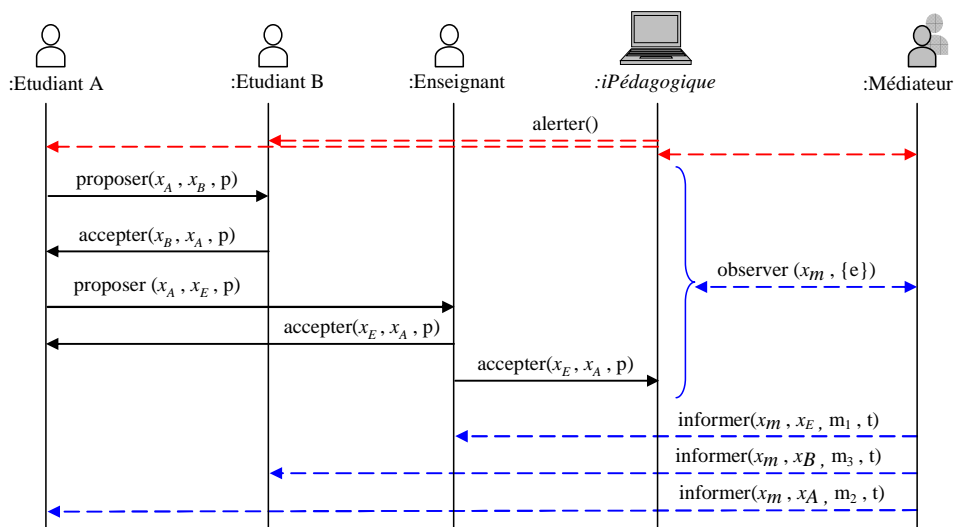 :Etudiant A :Etudiant B :Enseignant :iPédagogique :Médiateur
alerter()
proposer(x_A , x_B , p)
accepter(x_B, x_A , p)
observer (x_m , {e})
proposer (x_A , x_E , p)
accepter(x_E, x_A , p)
accepter(x_E, x_A , p)
informer(x_m , x_E , m₁ , t)
informer(x_m , x_B , m₃ , t)
informer(x_m , x_A , m₂ , t)